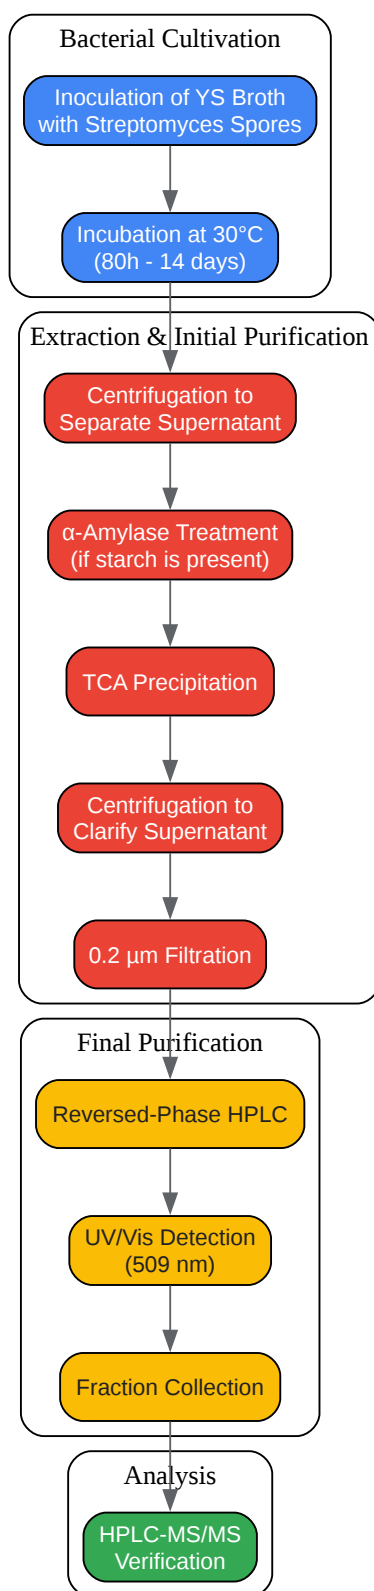 Bacterial Cultivation
Inoculation of YS Broth
with Streptomyces Spores
Incubation at 30°C
(80h - 14 days)
Extraction & Initial Purification
Centrifugation to
Separate Supernatant
α-Amylase Treatment
(if starch is present)
TCA Precipitation
Centrifugation to
Clarify Supernatant
0.2 µm Filtration
Final Purification
Reversed-Phase HPLC
UV/Vis Detection
(509 nm)
Fraction Collection
Analysis
HPLC-MS/MS
Verification